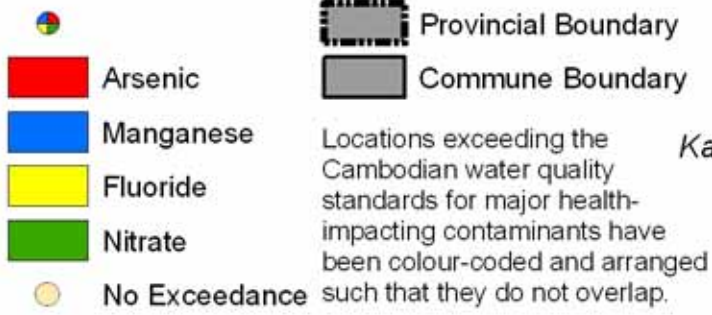 Provincial Boundary
Arsenic
Commune Boundary
Manganese
Fluoride
Nitrate
No Exceedance
Locations exceeding the
Cambodian water quality
standards for major health-
impacting contaminants have
been colour-coded and arranged
such that they do not overlap.
Ka